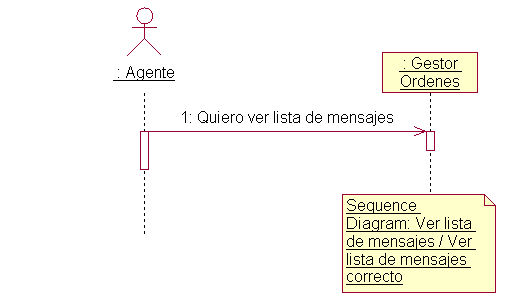 : Agente
: Gestor
Ordenes
1: Quiero ver lista de mensajes
Sequence
Diagram: Ver lista
de mensajes / Ver
lista de mensajes
correcto